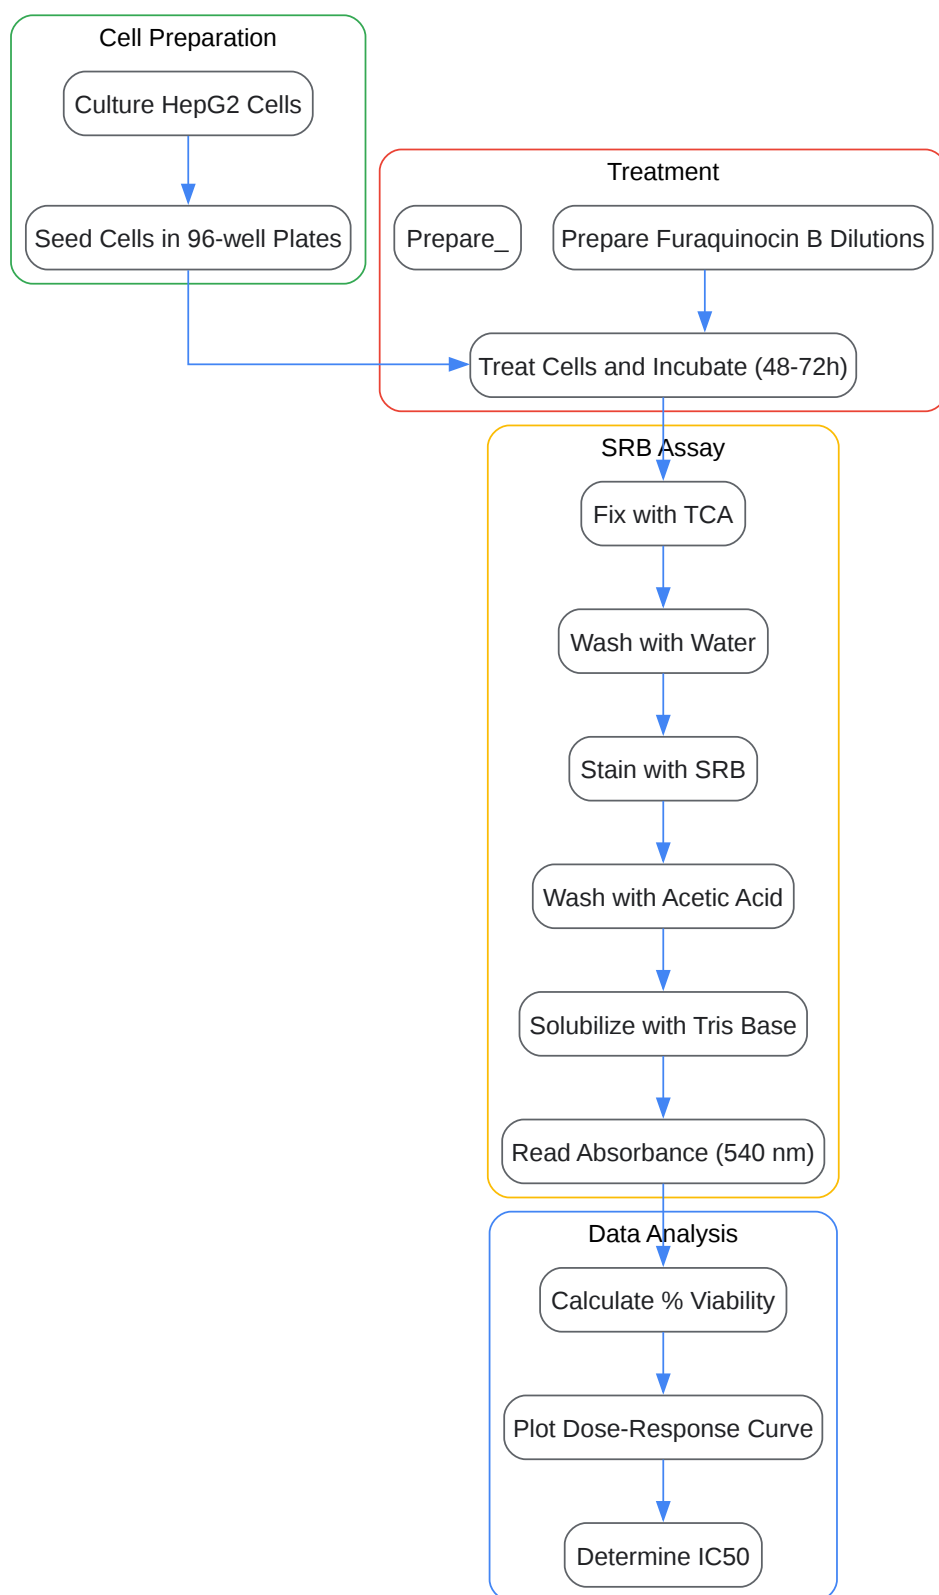 Cell Preparation
Culture HepG2 Cells
Seed Cells in 96-well Plates
Treatment
Prepare_
Prepare Furaquinocin B Dilutions
Treat Cells and Incubate (48-72h)
SRB Assay
Fix with TCA
Wash with Water
Stain with SRB
Wash with Acetic Acid
Solubilize with Tris Base
Read Absorbance (540 nm)
Data Analysis
Calculate % Viability
Plot Dose-Response Curve
Determine IC50